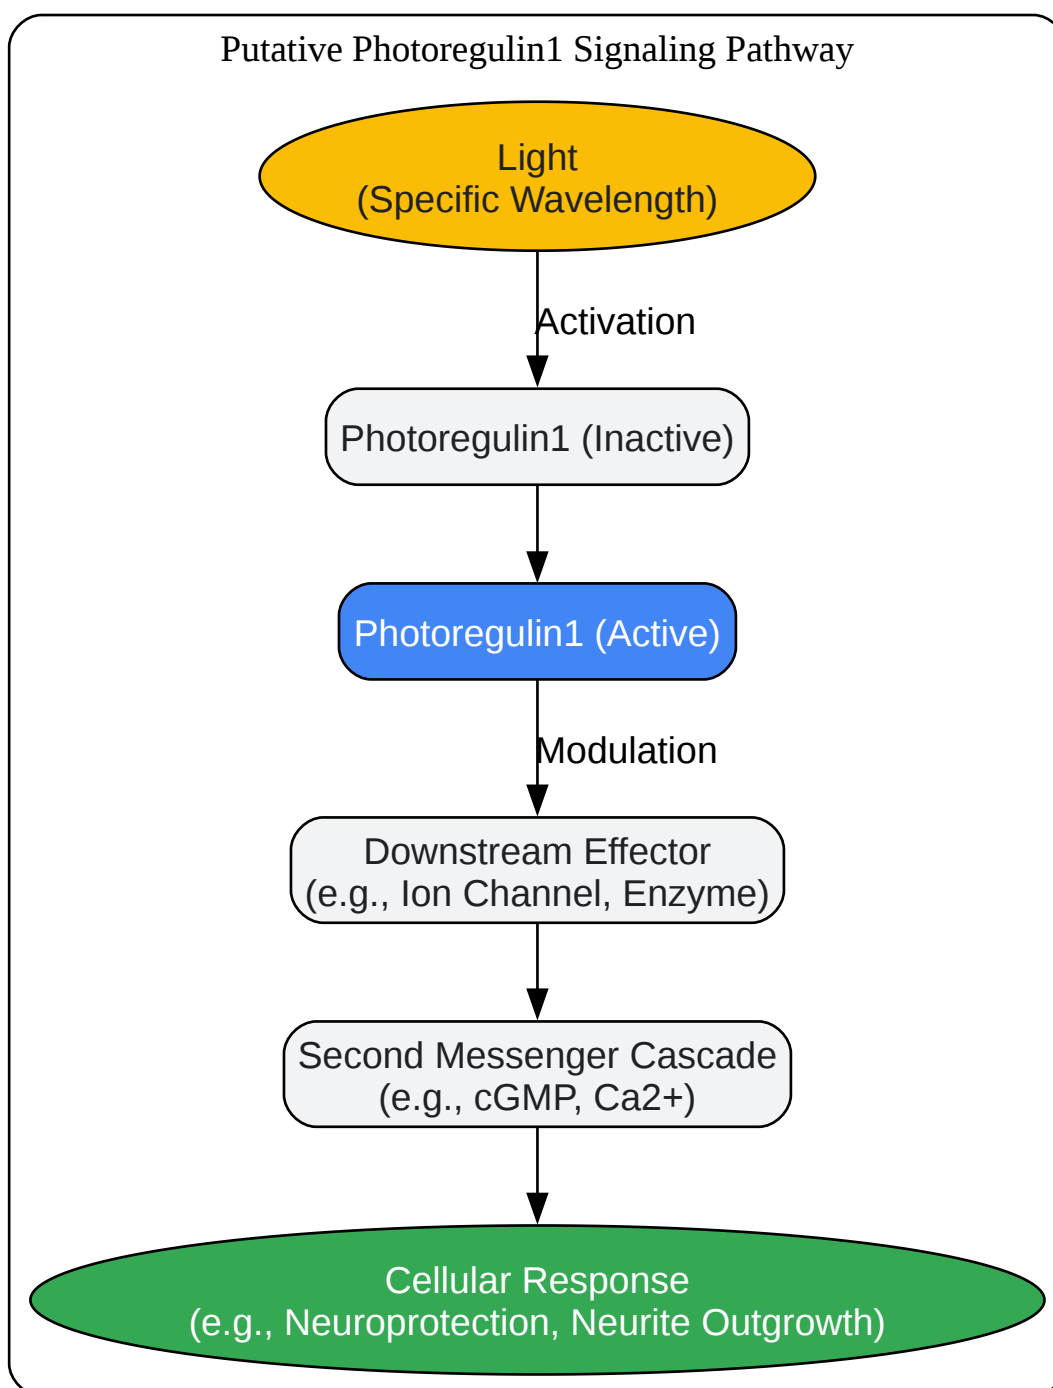 Putative Photoregulin1 Signaling Pathway
Light
(Specific Wavelength)
Activation
Photoregulin1 (Inactive)
Photoregulin1 (Active)
Modulation
Downstream Effector
(e.g., Ion Channel, Enzyme)
Second Messenger Cascade
(e.g., cGMP, Ca2+)
Cellular Response
(e.g., Neuroprotection, Neurite Outgrowth)